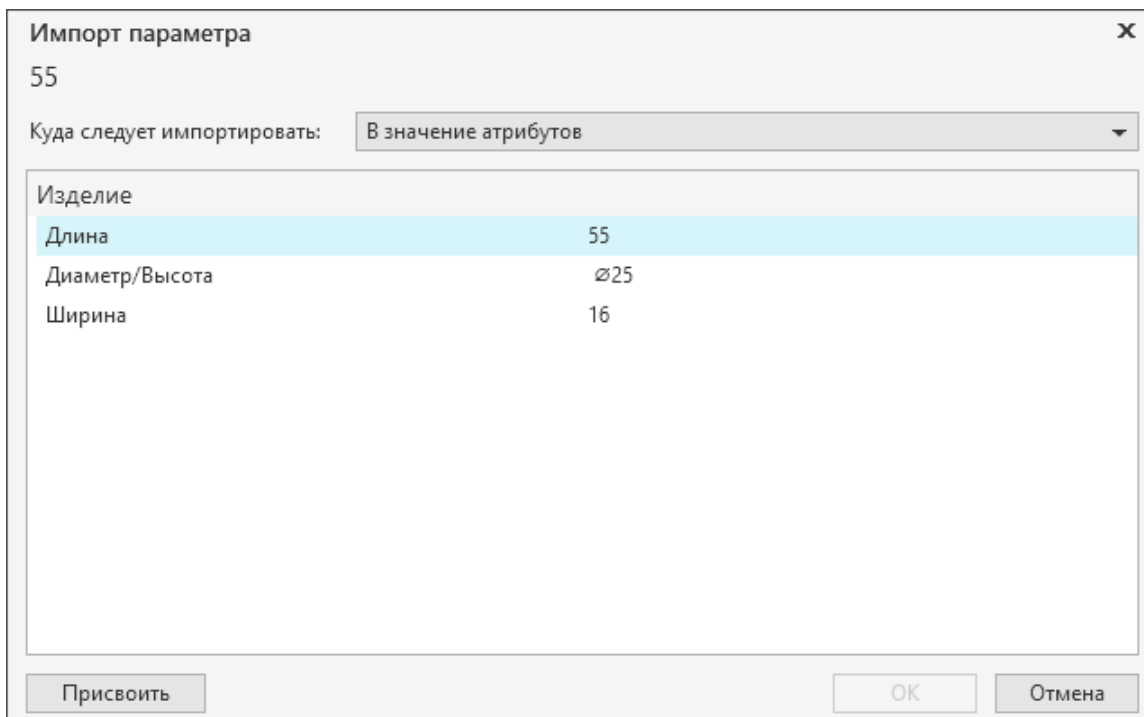 Импорт параметра x
55
Куда следует импортировать: В значение атрибутов
Изделие
Длина 55
Диаметр/Высота ⌀25
Ширина 16
Присвоить OK Отмена